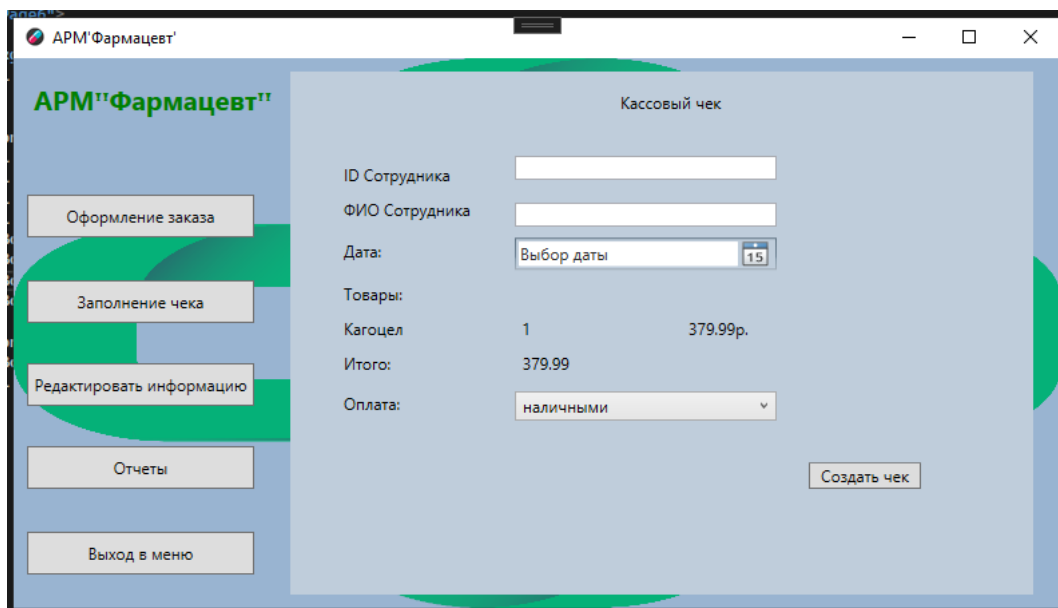 age6">
АРМ'Фармацевт'
АРМ"Фармацевт"
Оформление заказа
Заполнение чека
Редактировать информацию
Отчеты
Выход в меню
Кассовый чек
ID Сотрудника
ФИО Сотрудника
Дата: Выбор даты 15
Товары:
Кагоцел 1 379.99р.
Итого: 379.99
Оплата: наличными
Создать чек